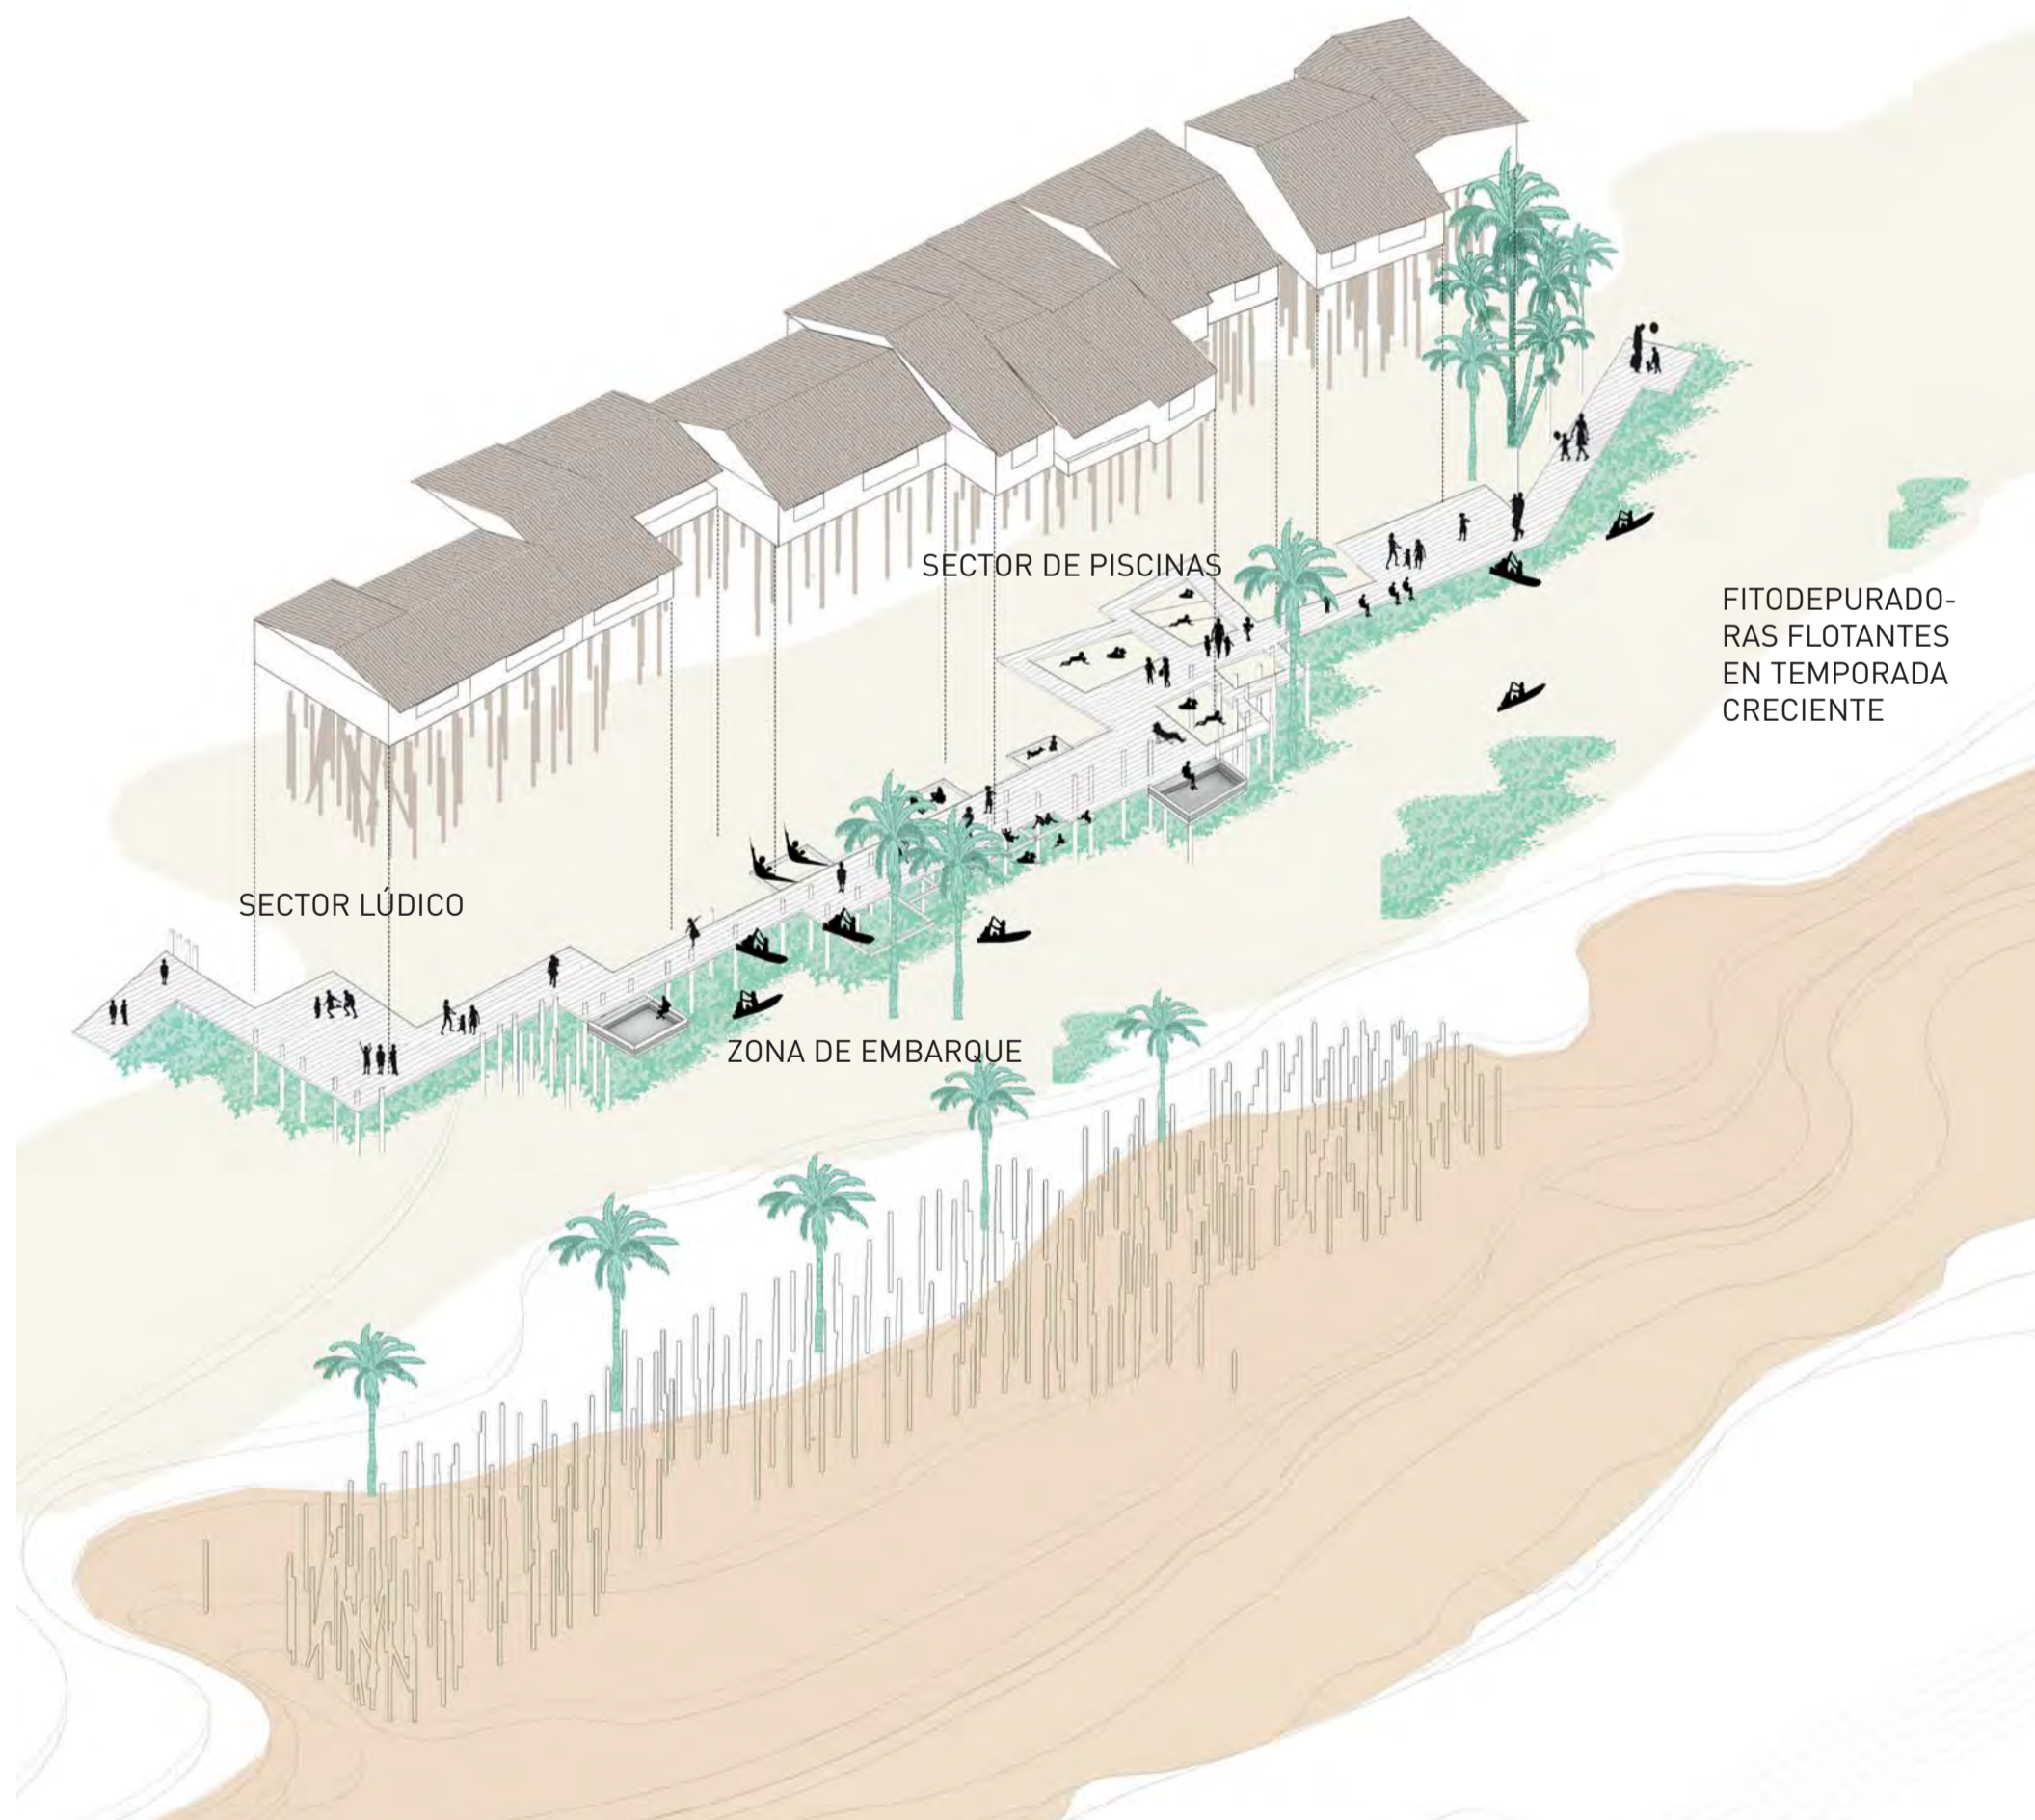 SECTOR DE PISCINAS
FITODEPURADO-
RAS FLOTANTES
EN TEMPORADA
CRECIENTE
SECTOR LÚDICO
ZONA DE EMBARQUE